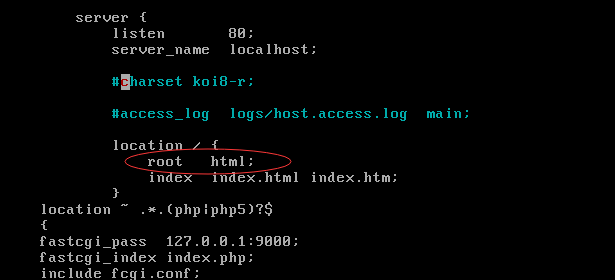 server {
listen       80;
server_name  localhost;
#charset koi8-r;
#access_log  logs/host.access.log  main;
location / {
root   html;
index  index.html index.htm;
}
location ~ .*.(php|php5)?$
{
fastcgi_pass  127.0.0.1:9000;
fastcgi_index index.php;
include fcgi.conf;